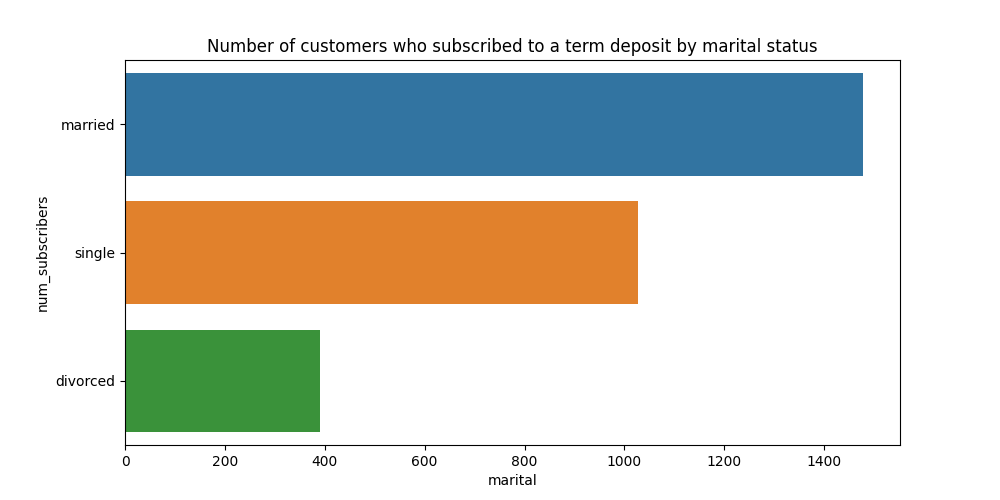 Number of customers who subscribed to a term deposit by marital status
married
single
divorced
num_subscribers
0 200 400 600 800 1000 1200 1400
marital